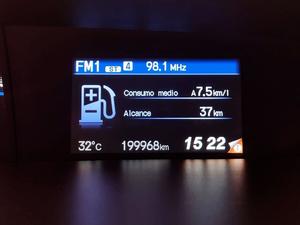 FM1 ST 4 98.1 MHz
Consumo medio A7.5km/l
Alcance 37km
32°C 199968km 15 22